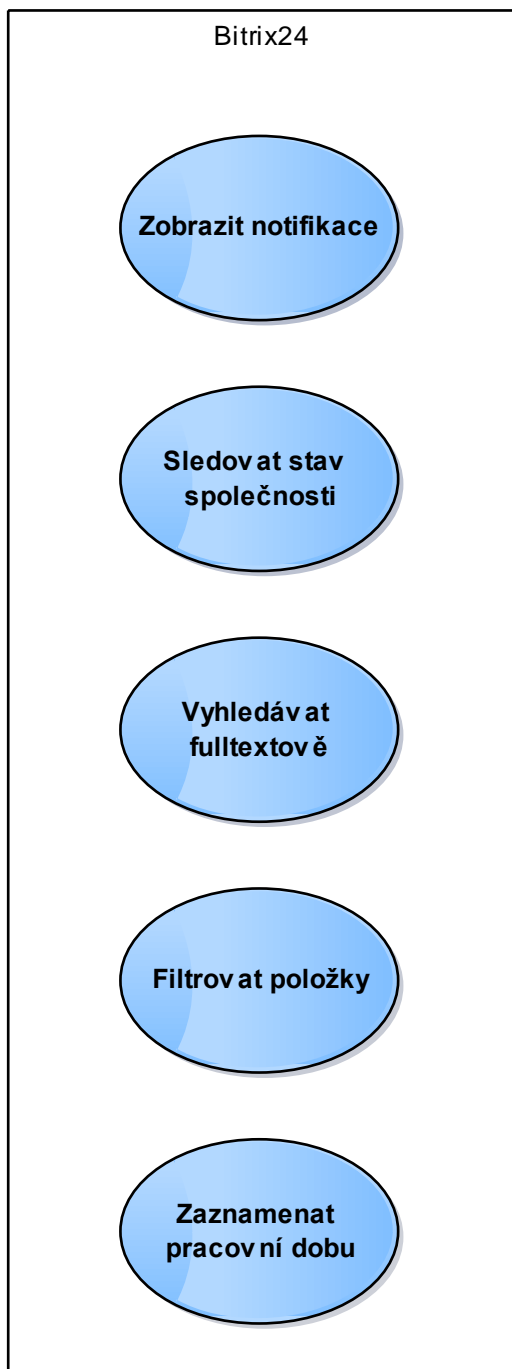 Bitrix24
Zobrazit notifikace
Sledovat stav
společnosti
Vyhledávat
fulltextově
Filtrovat položky
Zaznamenat
pracovní dobu